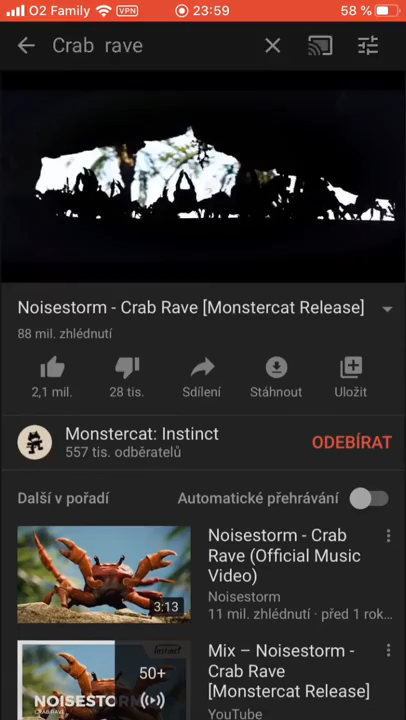 O2 Family VPN 23:59 58 %
Crab rave
Noisestorm - Crab Rave [Monstercat Release]
88 mil. zhlédnutí
2,1 mil. 28 tis. Sdílení Stáhnout Uložit
Monstercat: Instinct
557 tis. odběratelů
ODEBÍRAT
Další v pořadí Automatické přehrávání
Noisestorm - Crab
Rave (Official Music
Video)
Noisestorm
11 mil. zhlédnutí · před 1 rok...
3:13
Mix – Noisestorm -
Crab Rave
[Monstercat Release]
YouTube
Instinct
50+
NOISESTORM
CRAB RAVE